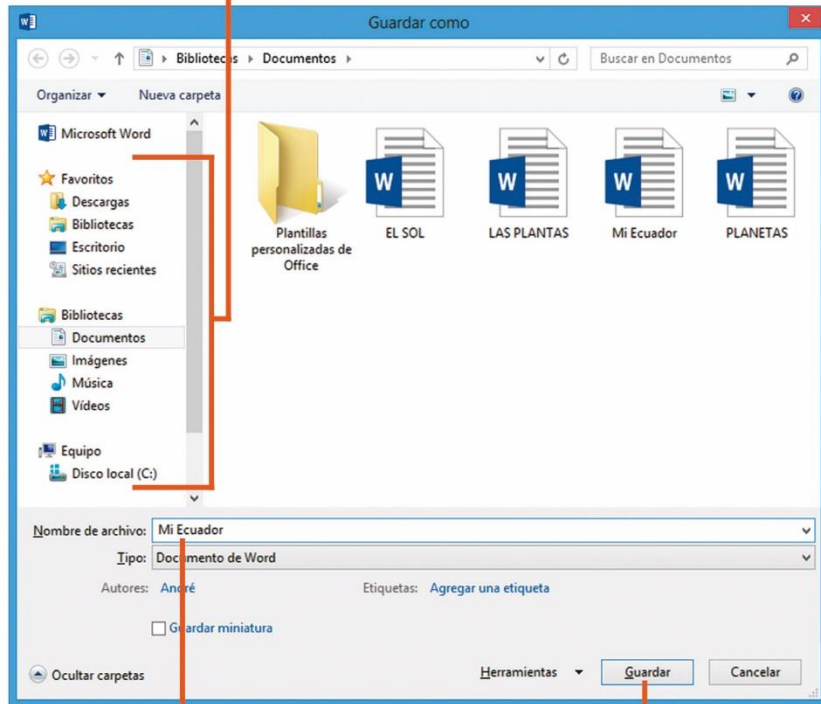 Guardar como
Bibliotecas Documentos
Buscar en Documentos
Organizar Nueva carpeta
Microsoft Word
Favoritos
Descargas
Bibliotecas
Escritorio
Sitios recientes
Bibliotecas
Documentos
Imágenes
Música
Vídeos
Equipo
Disco local (C:)
Plantillas
personalizadas de
Office
EL SOL
LAS PLANTAS
Mi Ecuador
PLANETAS
Nombre de archivo: Mi Ecuador
Tipo: Documento de Word
Autores: André Etiquetas: Agregar una etiqueta
Guardar miniatura
Ocultar carpetas Herramientas Guardar Cancelar